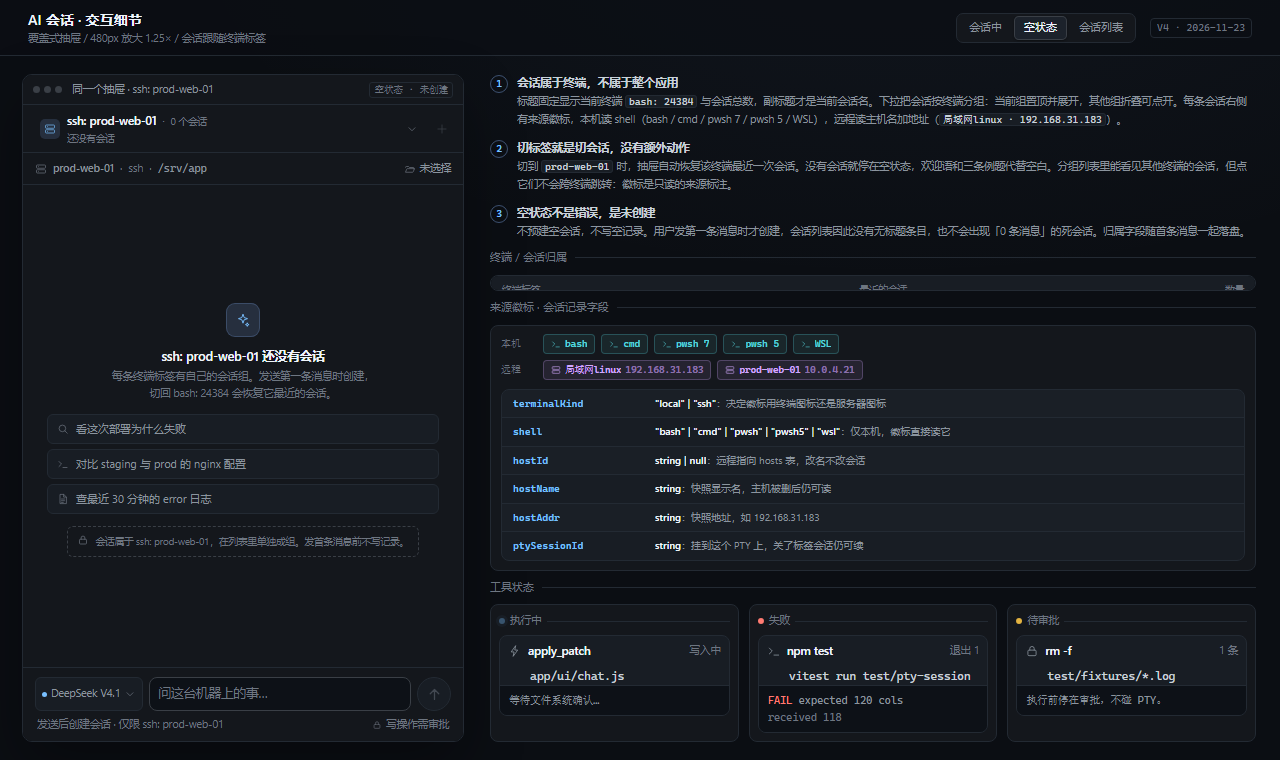 AI 会话 · 交互细节
覆盖式抽屉 / 480px 放大 1.25× / 会话跟随终端标签
会话中
空状态
会话列表
V4 · 2026-11-23
同一个抽屉 · ssh: prod-web-01
空状态 · 未创建
ssh: prod-web-01 · 0 个会话
还没有会话
prod-web-01 · ssh · /srv/app
未选择
ssh: prod-web-01 还没有会话
每条终端标签有自己的会话组。发送第一条消息时创建，
切回 bash: 24384 会恢复它最近的会话。
看这次部署为什么失败
对比 staging 与 prod 的 nginx 配置
查最近 30 分钟的 error 日志
会话属于 ssh: prod-web-01，在列表里单独成组。发首条消息前不写记录。
DeepSeek V4.1
问这台机器上的事…
发送后创建会话 · 仅限 ssh: prod-web-01
写操作需审批
1 会话属于终端，不属于整个应用
标题固定显示当前终端 bash: 24384 与会话总数，副标题才是当前会话名。下拉把会话按终端分组：当前组置顶并展开，其他组折叠可点开。每条会话右侧
有来源徽标，本机读 shell（bash / cmd / pwsh 7 / pwsh 5 / WSL），远程读主机名加地址（ 局域网linux · 192.168.31.183 ）。
2 切标签就是切会话，没有额外动作
切到 prod-web-01 时，抽屉自动恢复该终端最近一次会话。没有会话就停在空状态，欢迎语和三条例题代替空白。分组列表里能看见其他终端的会话，但点
它们不会跨终端跳转：徽标是只读的来源标注。
3 空状态不是错误，是未创建
不预建空会话，不写空记录。用户发第一条消息时才创建，会话列表因此没有无标题条目，也不会出现「0 条消息」的死会话。归属字段随首条消息一起落盘。
终端 / 会话归属
终端标签
最近的会话
数量
来源徽标 · 会话记录字段
本机
bash
cmd
pwsh 7
pwsh 5
WSL
远程
局域网linux 192.168.31.183
prod-web-01 10.0.4.21
terminalKind "local" | "ssh"：决定徽标用终端图标还是服务器图标
shell "bash" | "cmd" | "pwsh" | "pwsh5" | "wsl"：仅本机，徽标直接读它
hostId string | null：远程指向 hosts 表，改名不改会话
hostName string：快照显示名，主机被删后仍可读
hostAddr string：快照地址，如 192.168.31.183
ptySessionId string：挂到这个 PTY 上，关了标签会话仍可续
工具状态
执行中
apply_patch
写入中
app/ui/chat.js
等待文件系统确认…
失败
npm test
退出 1
vitest run test/pty-session
FAIL expected 120 cols
received 118
待审批
rm -f
1 条
test/fixtures/*.log
执行前停在审批，不碰 PTY。